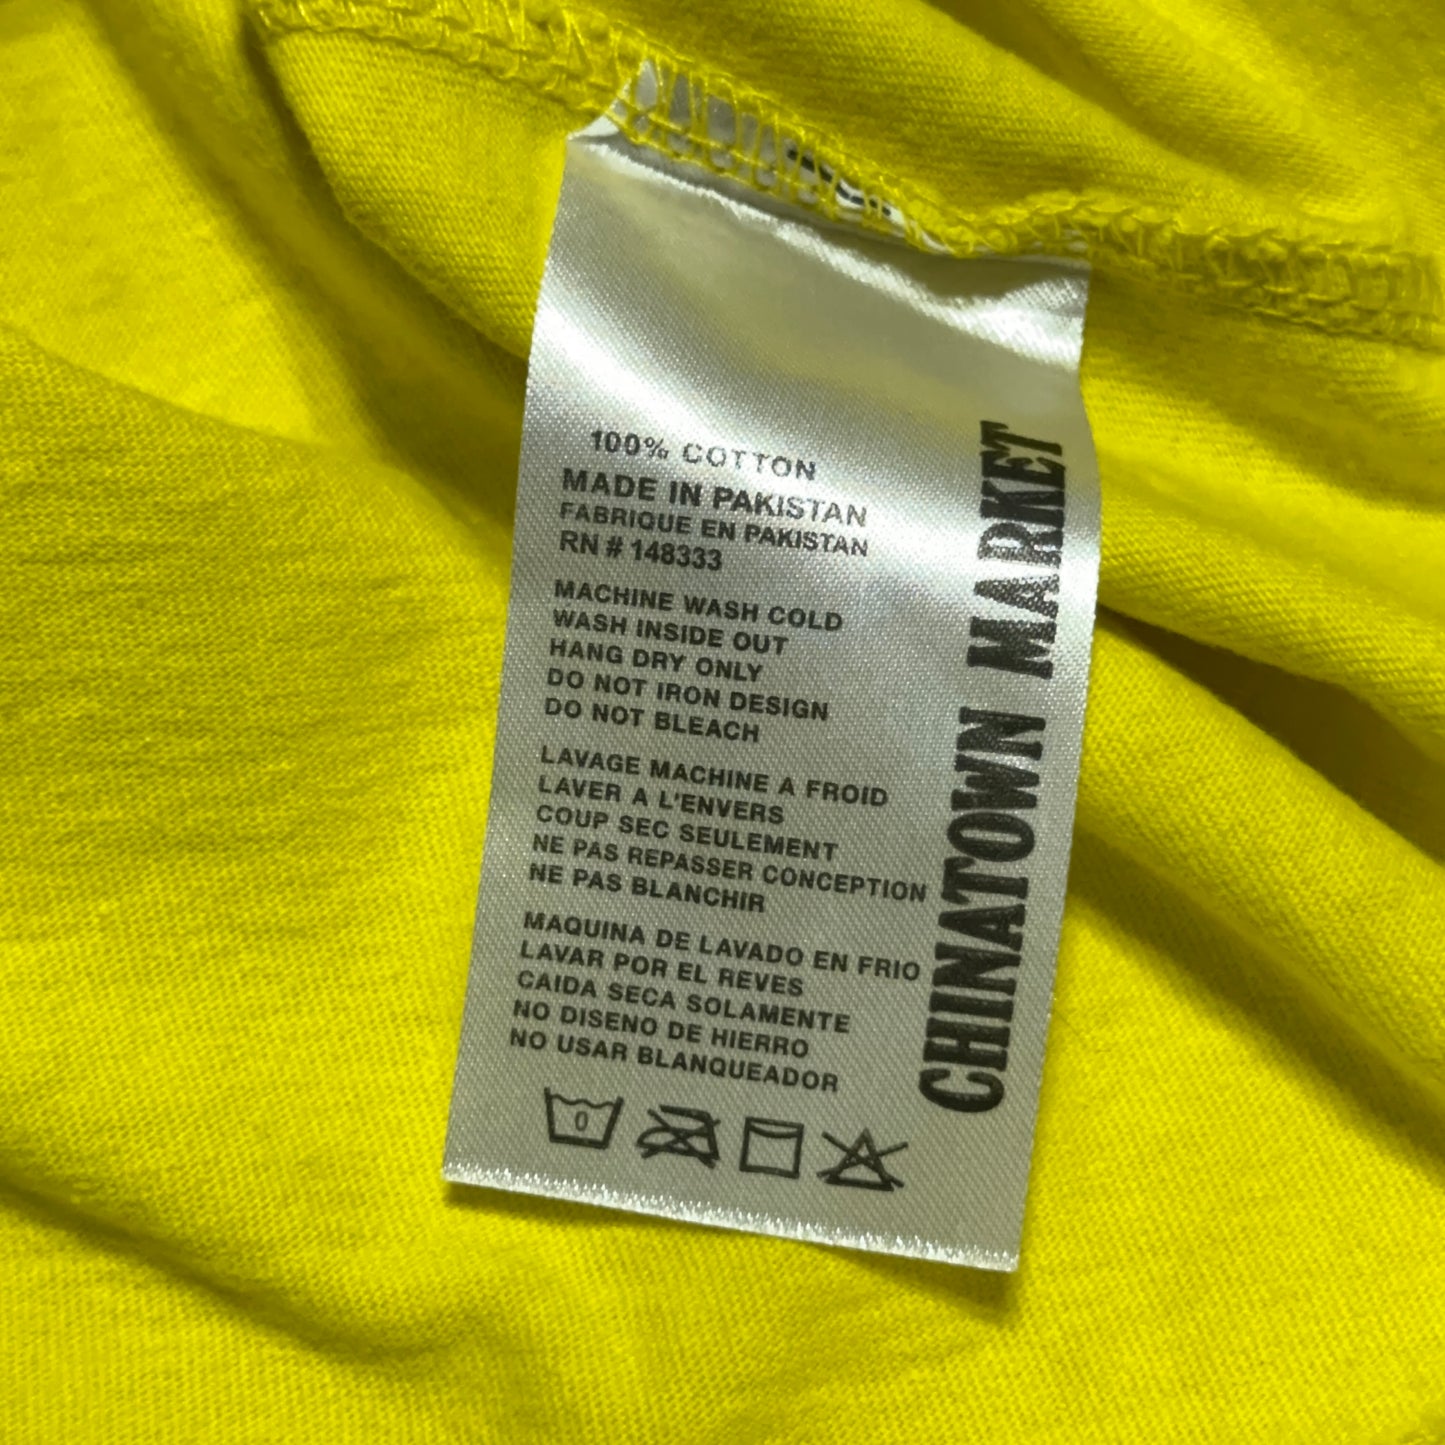 100% COTTON
MADE IN PAKISTAN
FABRIQUE EN PAKISTAN
RN # 148333
MACHINE WASH COLD
WASH INSIDE OUT
HANG DRY ONLY
DO NOT IRON DESIGN
DO NOT BLEACH
LAVAGE MACHINE A FROID
LAVER A L'ENVERS
COUP SEC SEULEMENT
NE PAS REPASSER CONCEPTION
NE PAS BLANCHIR
MAQUINA DE LAVADO EN FRIO
LAVAR POR EL REVES
CAIDA SECA SOLAMENTE
NO DISENO DE HIERRO
NO USAR BLANQUEADOR
0
CHINATOWN MARKET